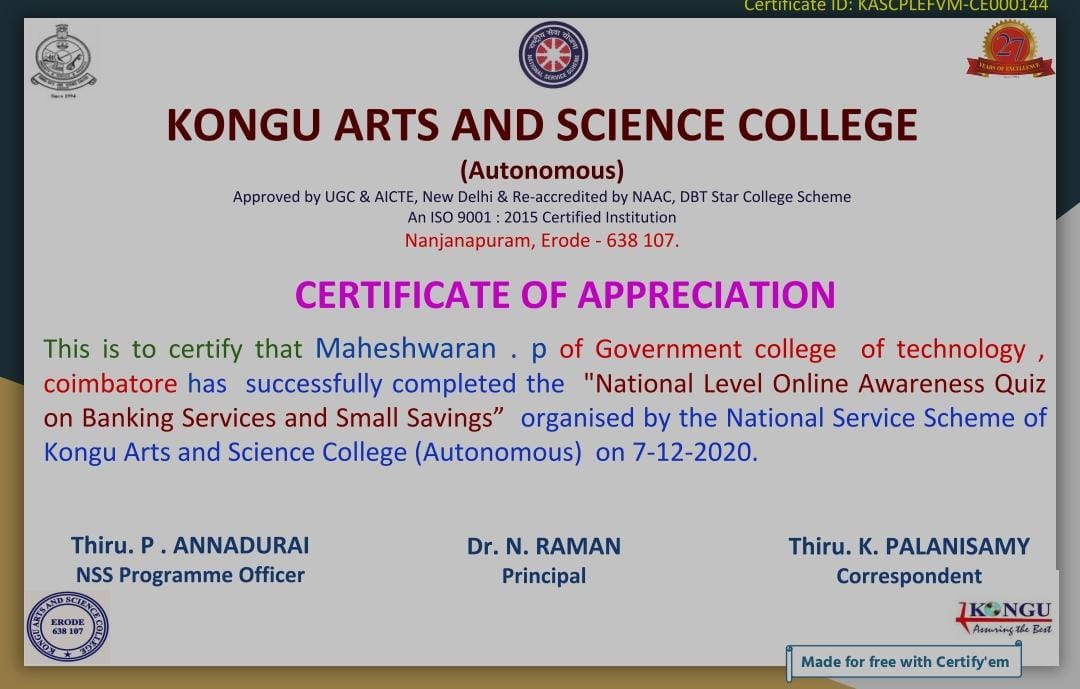 Certificate ID: KASCPLEFVM-CE000144
Since 1994
राष्ट्रीय सेवा योजना
NATIONAL SERVICE SCHEME
27
YEARS OF EXCELLENCE
KONGU ARTS AND SCIENCE COLLEGE
(Autonomous)
Approved by UGC & AICTE, New Delhi & Re-accredited by NAAC, DBT Star College Scheme
An ISO 9001 : 2015 Certified Institution
Nanjanapuram, Erode - 638 107.
CERTIFICATE OF APPRECIATION
This is to certify that Maheshwaran . p of Government college of technology ,
coimbatore has successfully completed the "National Level Online Awareness Quiz
on Banking Services and Small Savings” organised by the National Service Scheme of
Kongu Arts and Science College (Autonomous) on 7-12-2020.
Thiru. P . ANNADURAI
NSS Programme Officer
Dr. N. RAMAN
Principal
Thiru. K. PALANISAMY
Correspondent
KONGU ARTS AND SCIENCE COLLEGE
ERODE
638 107
KONGU
Assuring the Best
Made for free with Certify'em